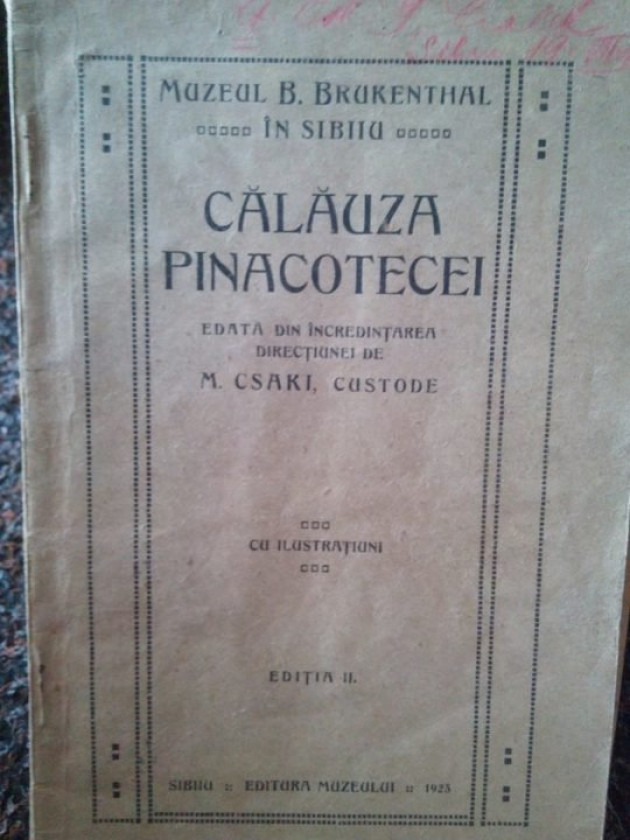 MUZEUL B. BRUKENTHAL
ÎN SIBIIU
CĂLĂUZA
PINACOTECEI
EDATĂ DIN ÎNCREDINȚAREA
DIRECȚIUNEI DE
M. CSAKI, CUSTODE
CU ILUSTRAȚIUNI
EDIȚIA II.
SIBIIU :: EDITURA MUZEULUI :: 1923